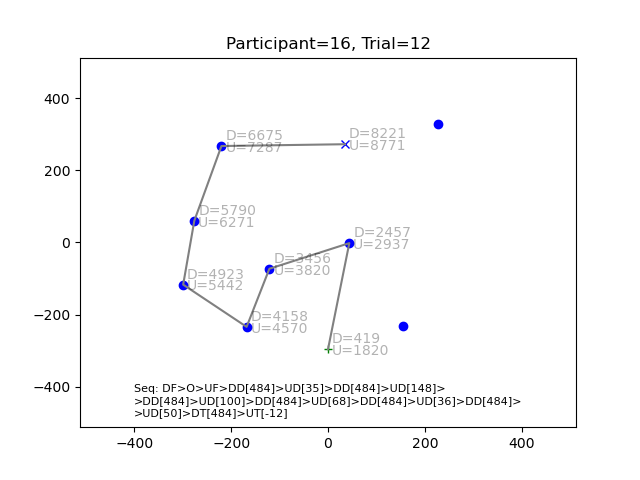 Participant=16, Trial=12
400
200
0
−200
−400
D=6675
U=7287
D=8221
U=8771
D=5790
U=6271
D=2457
U=2937
D=3456
U=3820
D=4923
U=5442
D=4158
U=4570
D=419
U=1820
Seq: DF>O>UF>DD[484]>UD[35]>DD[484]>UD[148]>
>DD[484]>UD[100]>DD[484]>UD[68]>DD[484]>UD[36]>DD[484]>
>UD[50]>DT[484]>UT[-12]
−400 −200 0 200 400